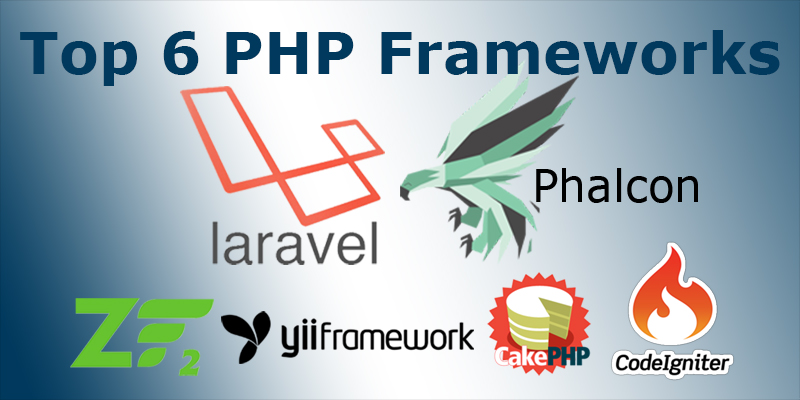 Top 6 PHP Frameworks
laravel
Phalcon
ZF2
yiiframework
CakePHP
CodeIgniter